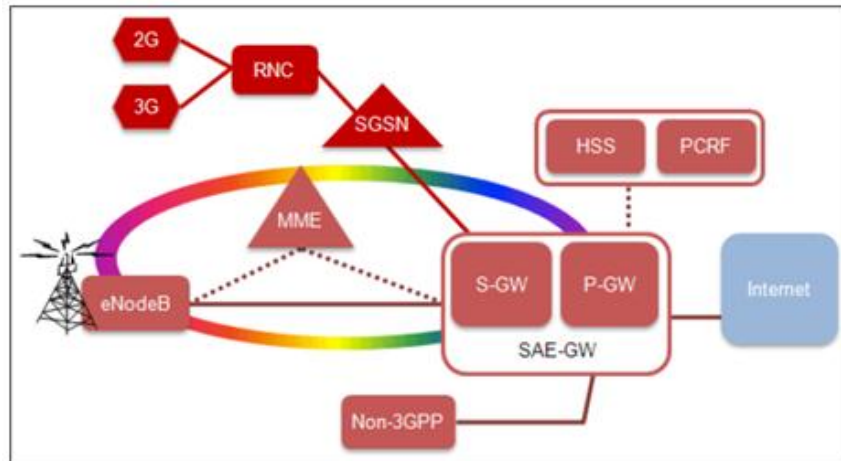 2G
RNC
3G
SGSN
HSS
PCRF
MME
S-GW
P-GW
Internet
eNodeB
SAE-GW
Non-3GPP